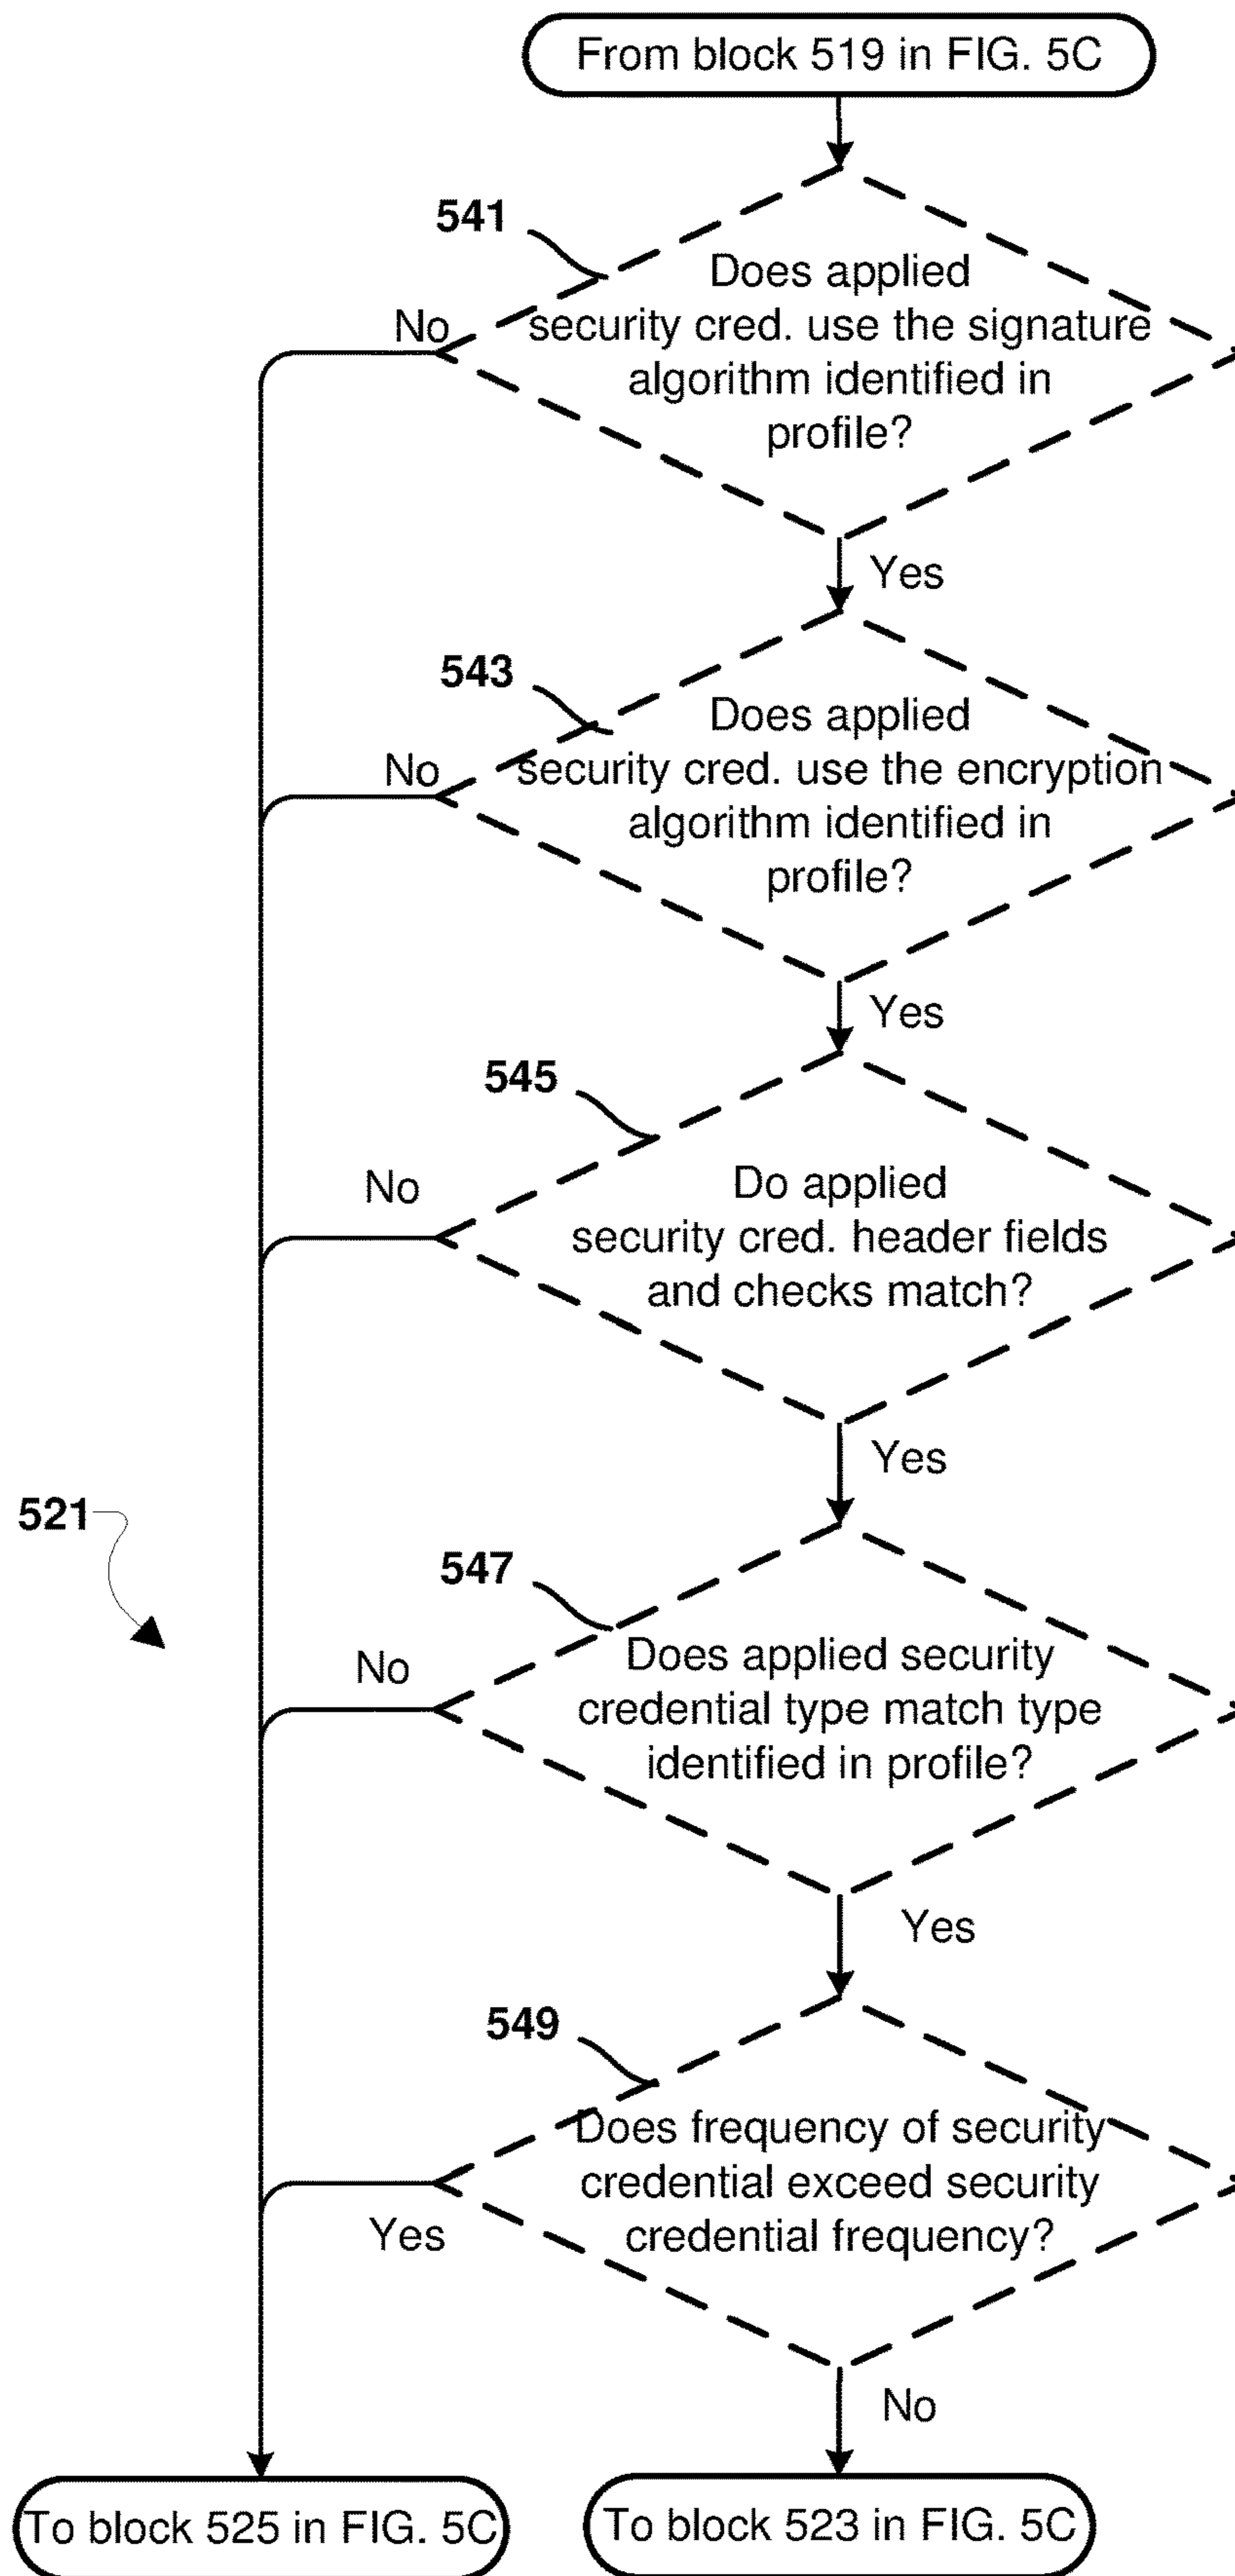 From block 519 in FIG. 5C
541
Does applied
No
security cred. use the signature
algorithm identified in
profile?
Yes
543
Does applied
No
security cred. use the encryption
algorithm identified in
profile?
Yes
545
No
Do applied
security cred. header fields
and checks match?
Yes
521
547
No
Does applied security
credential type match type
identified in profile?
Yes
549
Does frequency of security
credential exceed security
credential frequency?
Yes
No
To block 525 in FIG. 5C
To block 523 in FIG. 5C